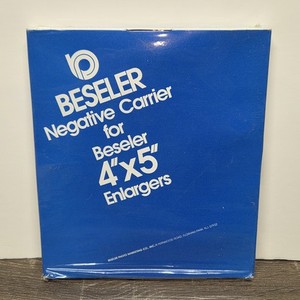 BESELER
Negative Carrier
for
Beseler
4"x5"
Enlargers